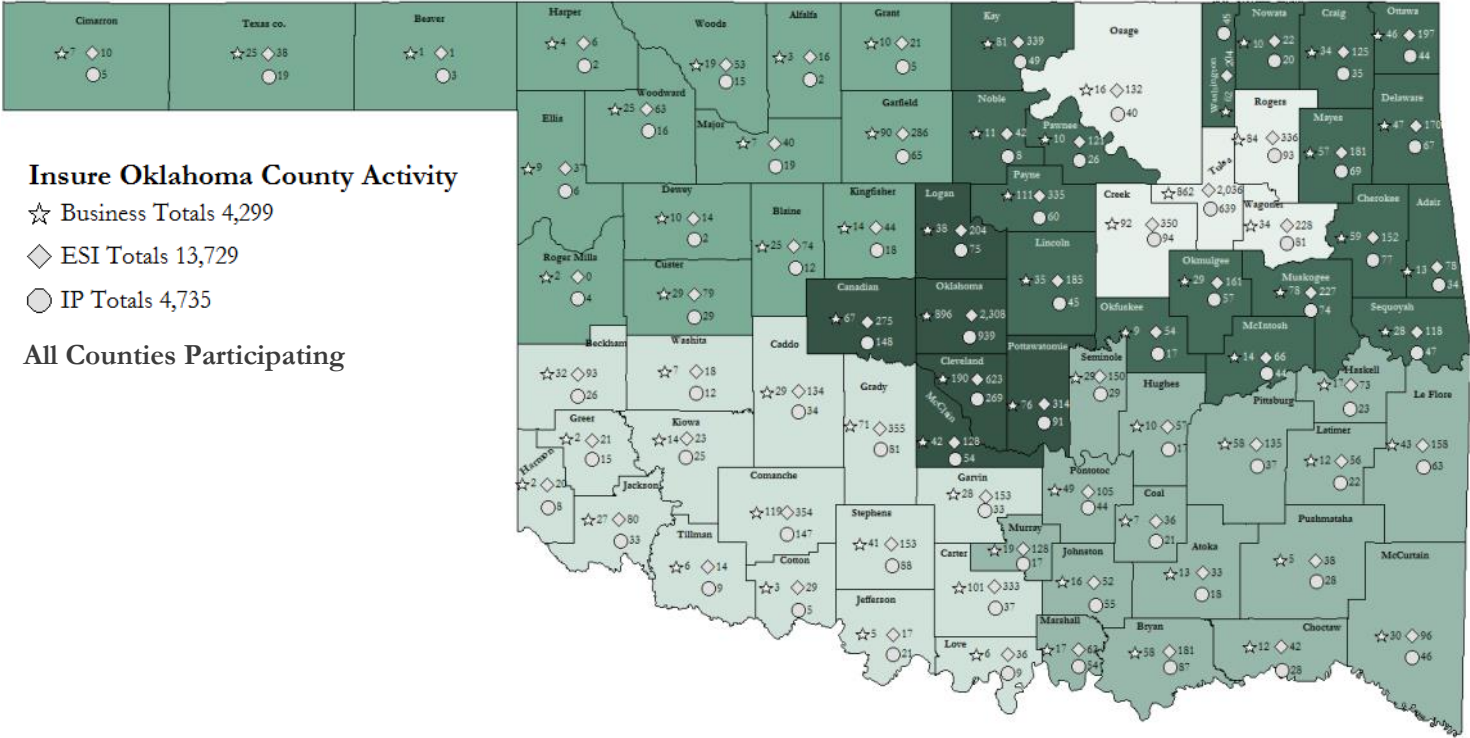 Insure Oklahoma County Activity
Business Totals 4,299
ESI Totals 13,729
IP Totals 4,735
All Counties Participating
Cimarron
7 10
5
Texas co.
25 38
19
Beaver
1 1
3
Harper
4 6
2
Woods
19 53
15
Alfalfa
3 16
2
Grant
10 21
5
Kay
81 339
49
Osage
16 132
40
Washington
62 204
45
Nowata
10 22
20
Craig
34 125
35
Ottawa
46 197
44
Ellis
9 37
6
Woodward
25 63
16
Major
7 40
19
Garfield
90 286
65
Noble
11 42
8
Pawnee
10 121
26
Rogers
84 336
93
Mayes
57 181
69
Delaware
47 170
67
Roger Mills
2 0
4
Dewey
10 14
2
Custer
29 79
29
Blaine
25 74
12
Kingfisher
14 44
18
Logan
38 204
75
Payne
111 335
60
Lincoln
35 185
45
Creek
92 350
94
Tulsa
862 2,036
639
Wagoner
34 228
81
Cherokee
59 152
77
Adair
13 78
34
Canadian
67 275
148
Oklahoma
896 2,308
939
Okmulgee
29 161
57
Muskogee
78 227
74
Okfuskee
9 54
17
McIntosh
14 66
44
Sequoyah
28 118
47
Beckham
32 93
26
Washita
7 18
12
Caddo
29 134
34
Grady
71 355
81
Cleveland
190 623
269
McClain
42 128
54
Pottawatomie
76 314
91
Seminole
29 150
29
Hughes
10 57
17
Pittsburg
58 135
37
Haskell
17 73
23
Latimer
12 56
22
Le Flore
43 158
63
Greer
2 21
15
Harmon
2 20
8
Kiowa
14 23
25
Jackson
27 80
33
Comanche
119 354
147
Tillman
6 14
9
Cotton
3 29
5
Stephens
41 153
88
Garvin
28 153
33
Murray
19 128
17
Pontotoc
49 105
44
Coal
7 36
21
Carter
101 333
37
Johnston
16 52
55
Atoka
13 33
18
Pushmataha
5 38
28
McCurtain
30 96
46
Jefferson
5 17
21
Love
6 36
9
Marshall
17 63
54
Bryan
58 181
87
Choctaw
12 42
28